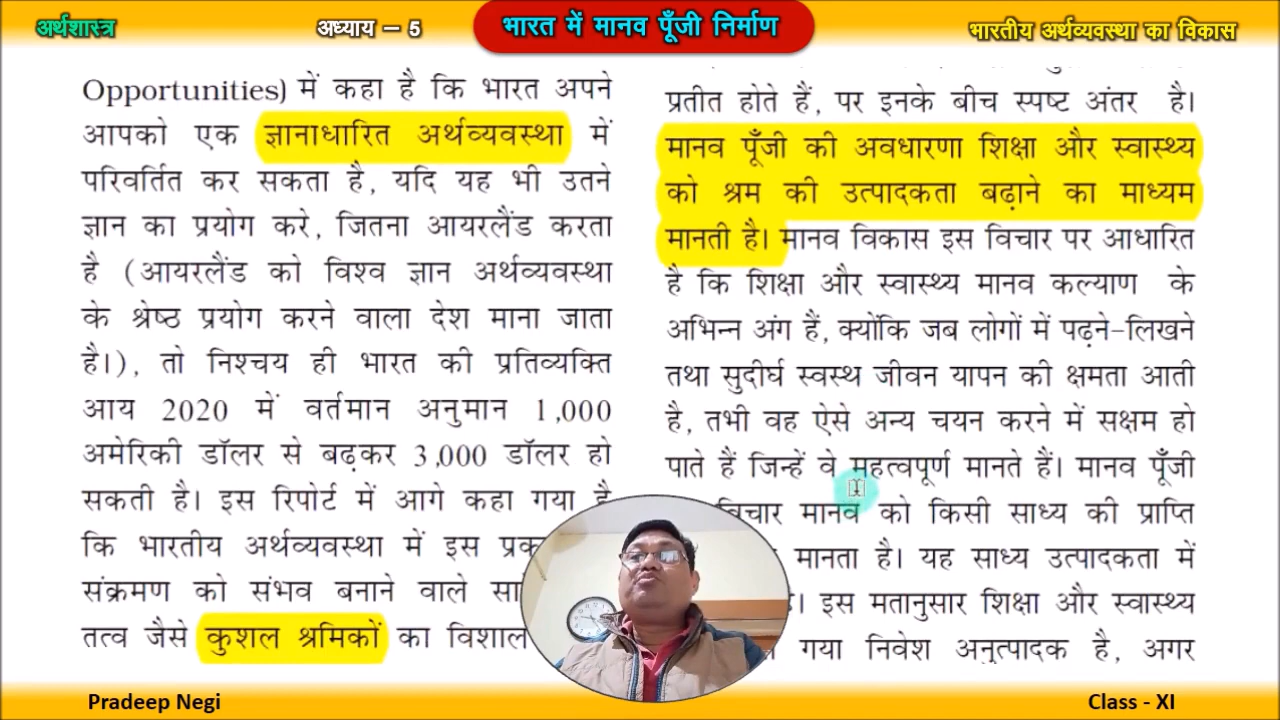 अर्थशास्त्र
अध्याय – 5
भारत में मानव पूँजी निर्माण
भारतीय अर्थव्यवस्था का विकास
Opportunities) में कहा है कि भारत अपने
आपको एक ज्ञानाधारित अर्थव्यवस्था में
परिवर्तित कर सकता है, यदि यह भी उतने
ज्ञान का प्रयोग करे, जितना आयरलैंड करता
है (आयरलैंड को विश्व ज्ञान अर्थव्यवस्था
के श्रेष्ठ प्रयोग करने वाला देश माना जाता
है।), तो निश्चय ही भारत की प्रतिव्यक्ति
आय 2020 में वर्तमान अनुमान 1,000
अमेरिकी डॉलर से बढ़कर 3,000 डॉलर हो
सकती है। इस रिपोर्ट में आगे कहा गया है
कि भारतीय अर्थव्यवस्था में इस
संक्रमण को संभव बनाने वाले
तत्व जैसे कुशल श्रमिकों का विशाल
प्रतीत होते हैं, पर इनके बीच स्पष्ट अंतर है।
मानव पूँजी की अवधारणा शिक्षा और स्वास्थ्य
को श्रम की उत्पादकता बढ़ाने का माध्यम
मानती है। मानव विकास इस विचार पर आधारित
है कि शिक्षा और स्वास्थ्य मानव कल्याण के
अभिन्न अंग हैं, क्योंकि जब लोगों में पढ़ने-लिखने
तथा सुदीर्घ स्वस्थ जीवन यापन की क्षमता आती
है, तभी वह ऐसे अन्य चयन करने में सक्षम हो
पाते हैं जिन्हें वे महत्वपूर्ण मानते हैं। मानव पूँजी
विचार मानव को किसी साध्य की प्राप्ति
मानता है। यह साध्य उत्पादकता में
इस मतानुसार शिक्षा और स्वास्थ्य
गया निवेश अनुत्पादक है, अगर
Pradeep Negi
Class - XI